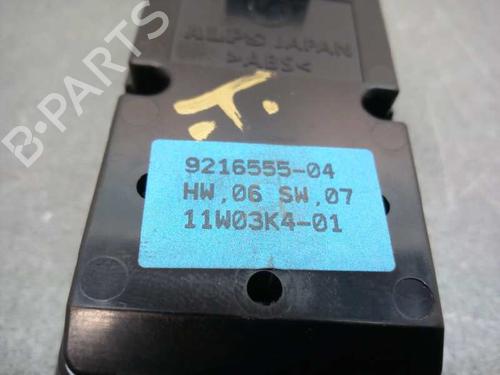 ALPS JAPAN
>ABS<
9216555-04
HW.06 SW.07
11W03K4-01
B-PARTS